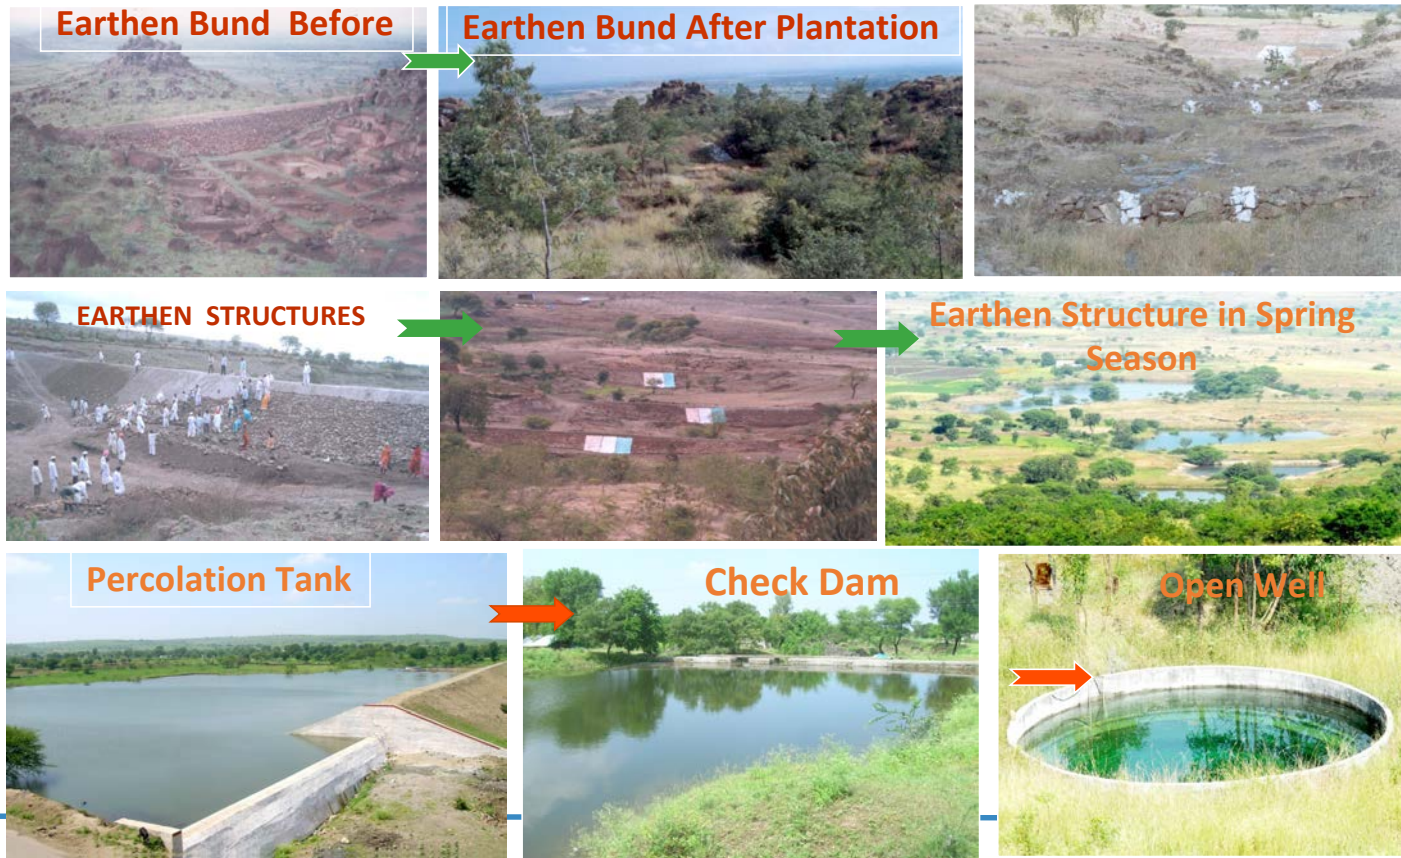 Earthen Bund Before
Earthen Bund After Plantation
EARTHEN STRUCTURES
Earthen Structure in Spring
Season
Percolation Tank
Check Dam
Open Well